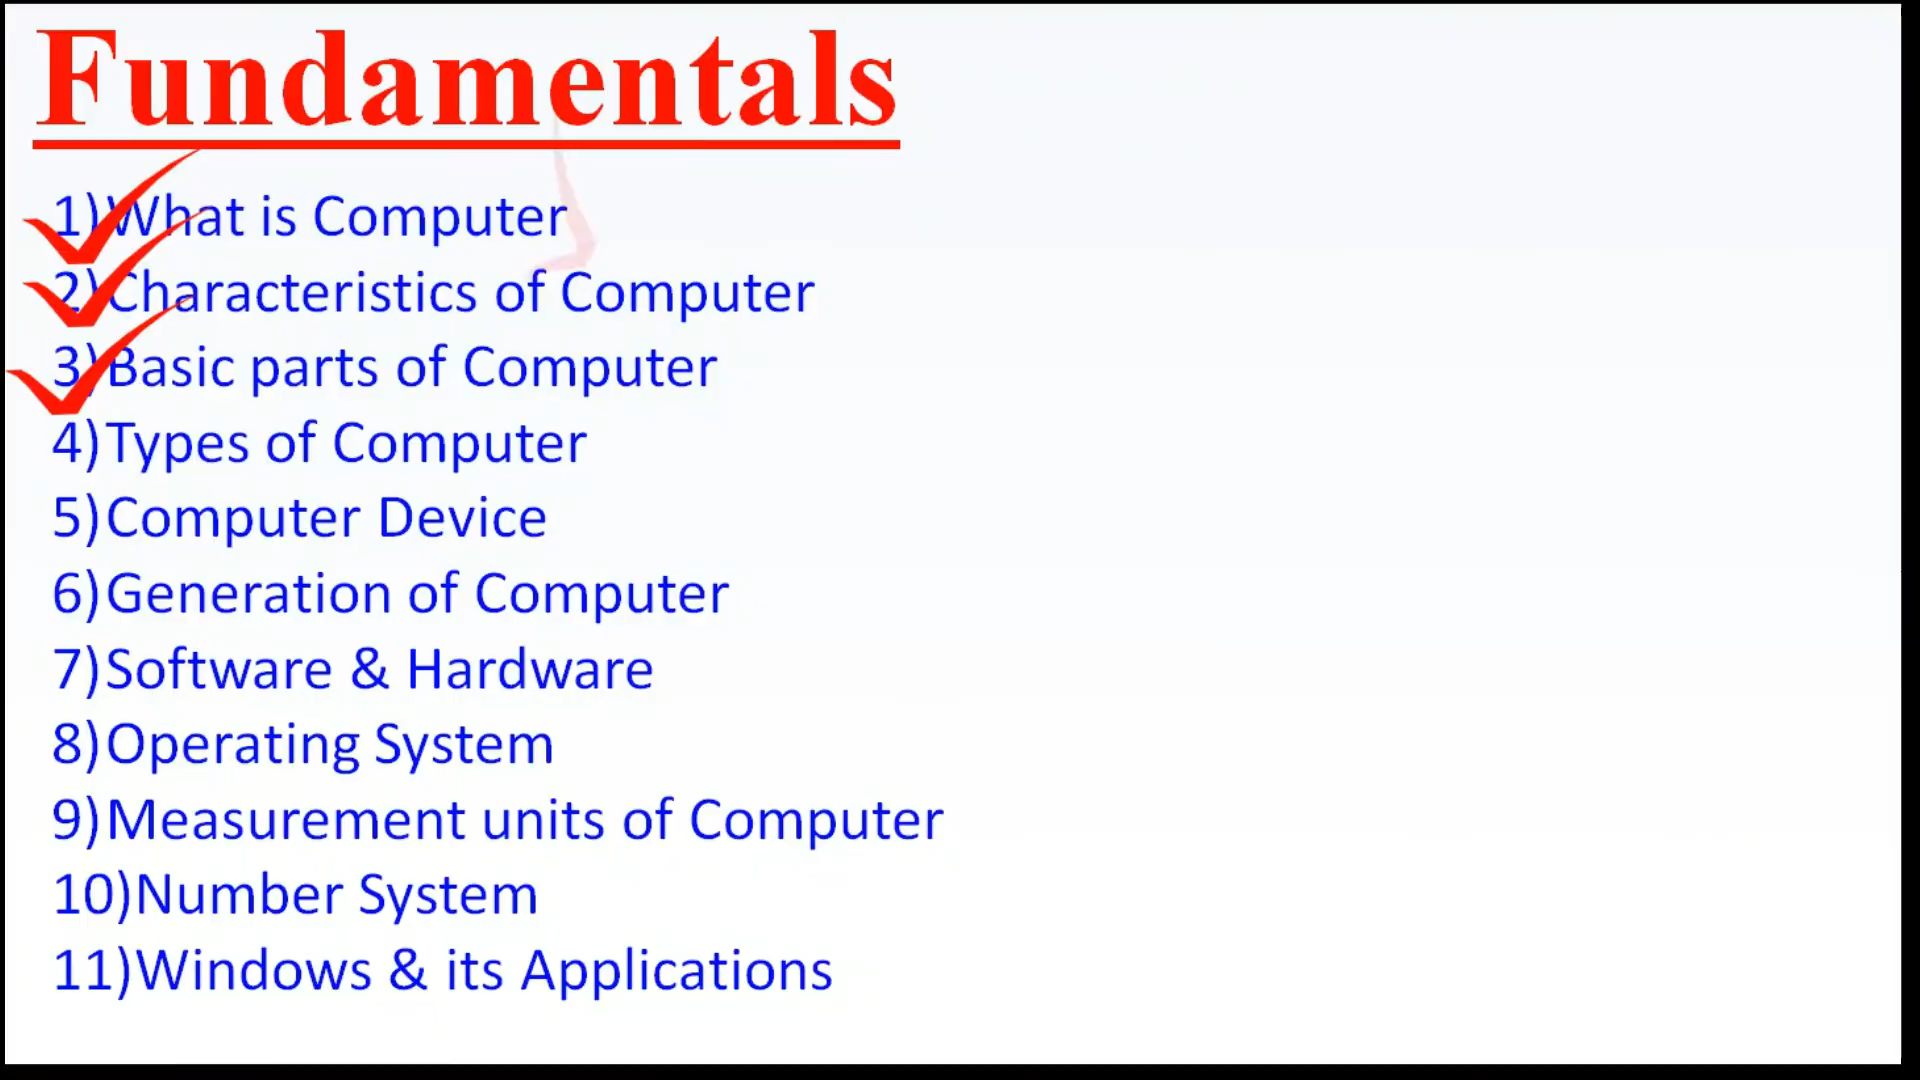 Fundamentals
1)What is Computer
2)Characteristics of Computer
3)Basic parts of Computer
4)Types of Computer
5)Computer Device
6)Generation of Computer
7)Software & Hardware
8)Operating System
9)Measurement units of Computer
10)Number System
11)Windows & its Applications